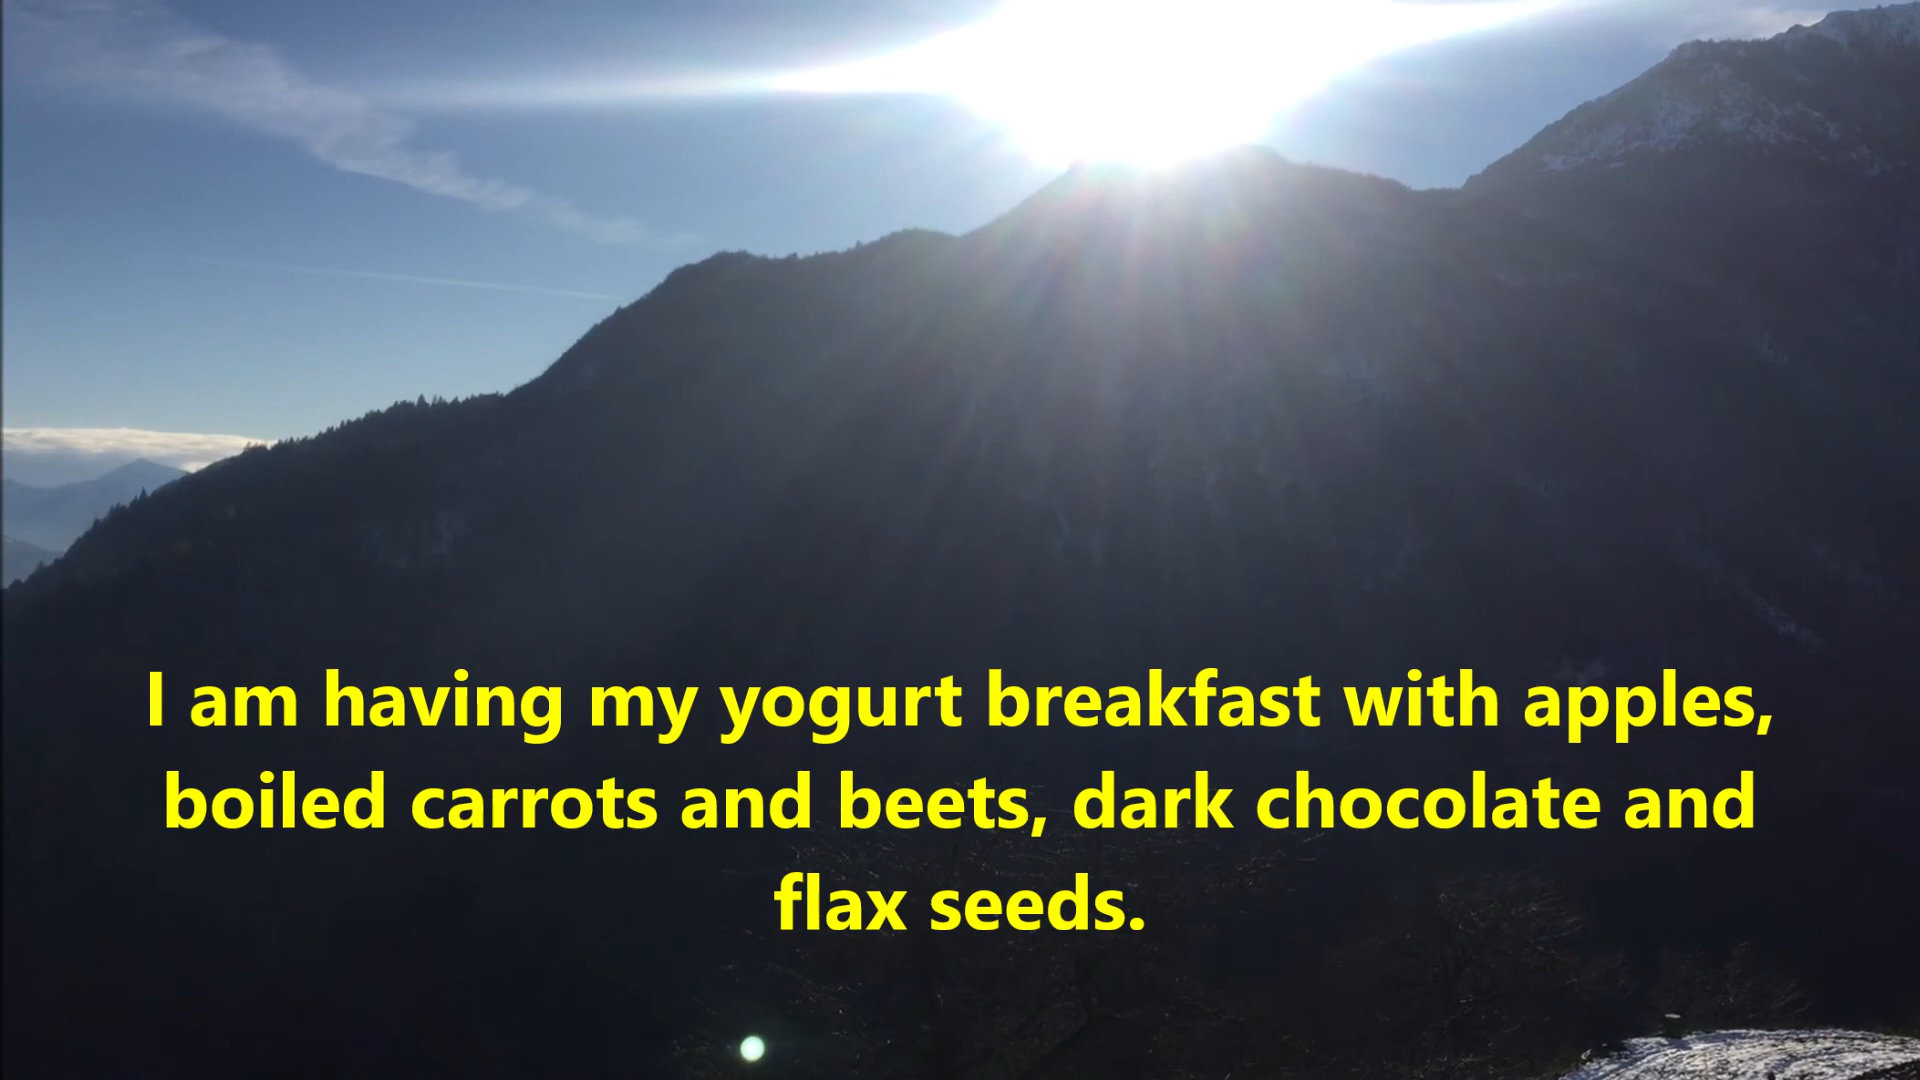 I am having my yogurt breakfast with apples,
boiled carrots and beets, dark chocolate and
flax seeds.